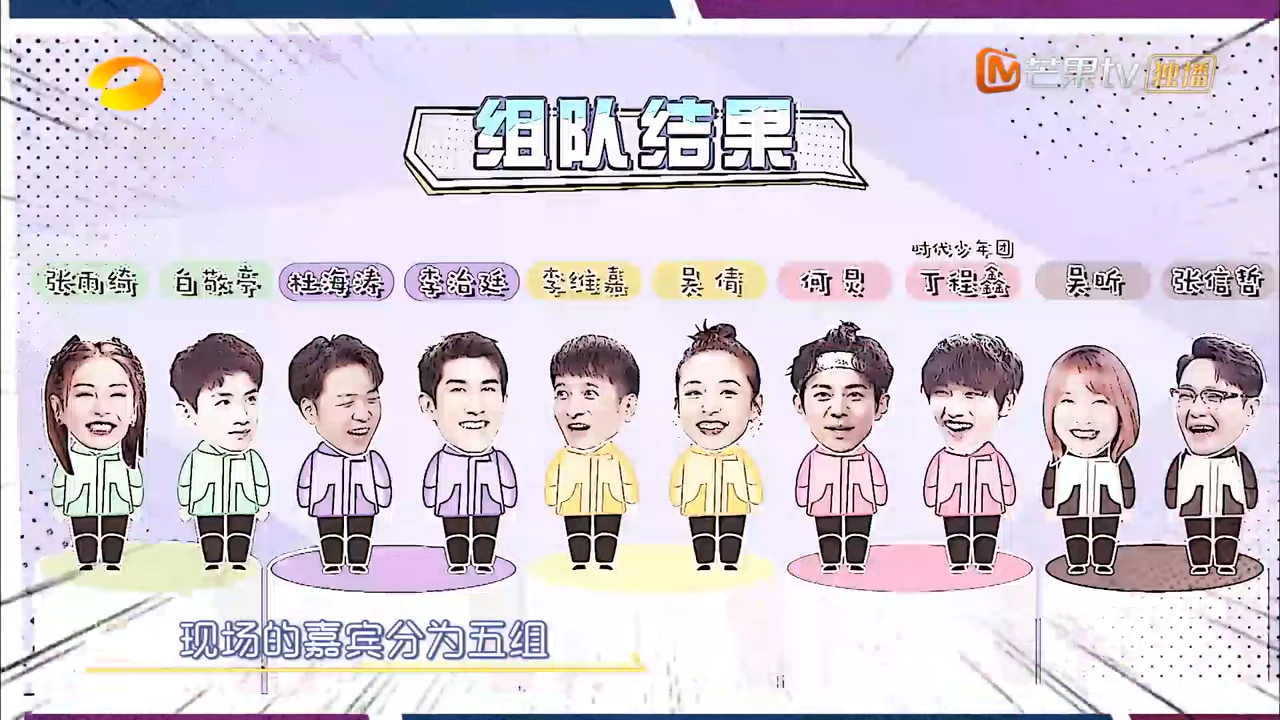 芒果tv 独播
组队结果
时代少年团
张雨绮 白敬亭 杜海涛 李治廷 李维嘉 吴倩 何炅 丁程鑫 吴昕 张信哲
现场的嘉宾分为五组